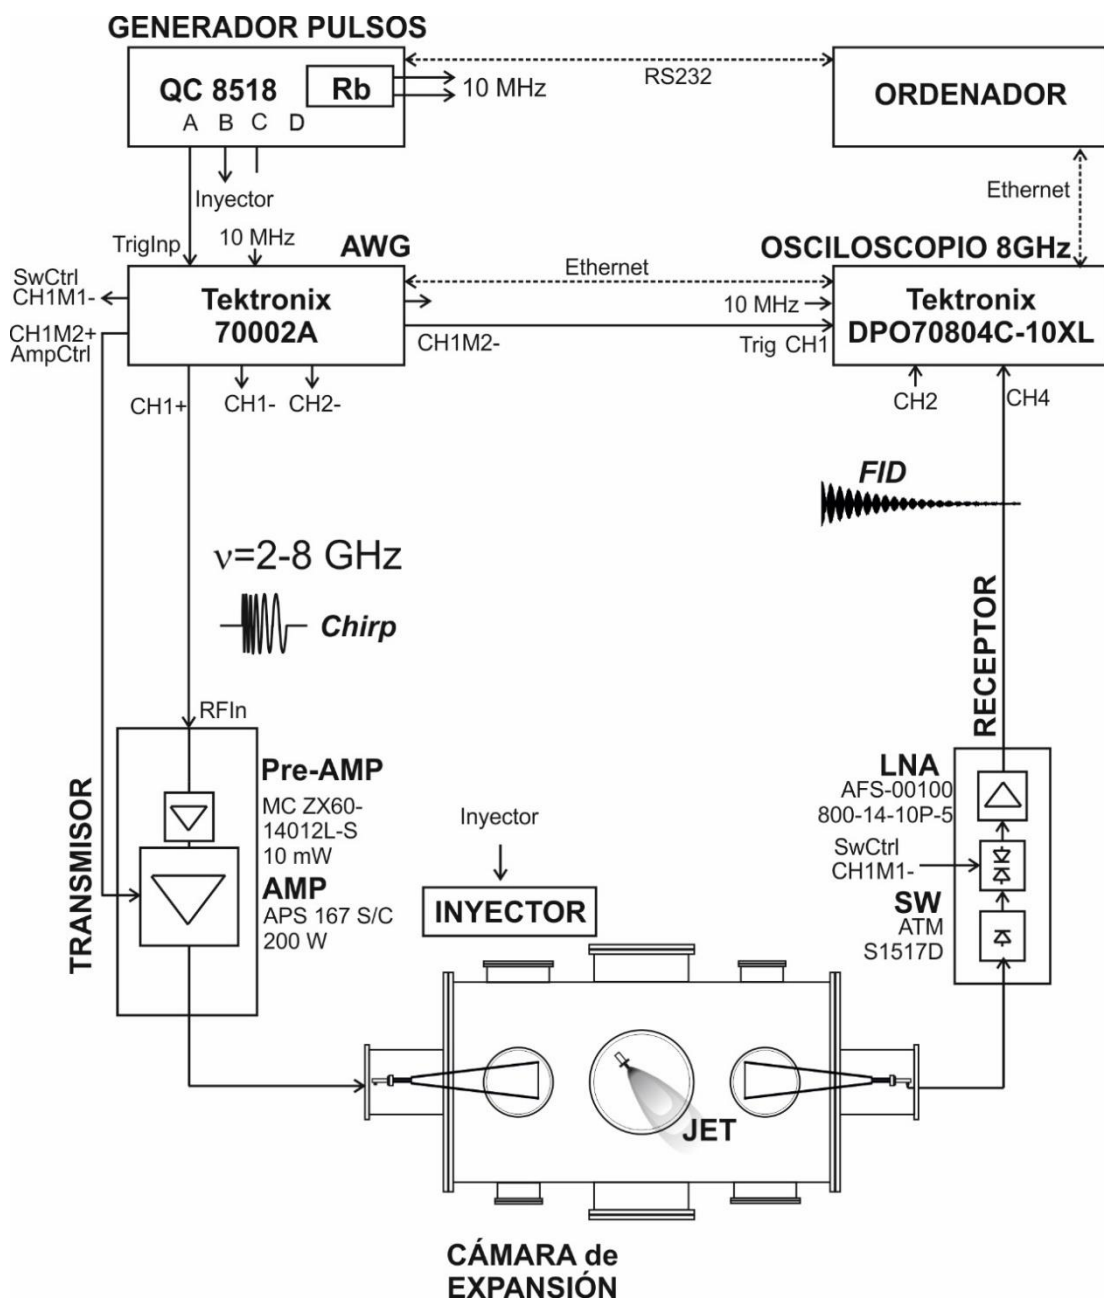 GENERADOR PULSOS
QC 8518
Rb
10 MHz
A B C D
RS232
ORDENADOR
Inyector
Ethernet
TrigInp
10 MHz
AWG
OSCILOSCOPIO 8GHz
SwCtrl
CH1M1-
Tektronix
70002A
Ethernet
10 MHz
Tektronix
DPO70804C-10XL
CH1M2+
AmpCtrl
CH1M2-
Trig CH1
CH1+
CH1-
CH2-
CH2
CH4
FID
ν=2-8 GHz
Chirp
RECEPTOR
RFIn
TRANSMISOR
Pre-AMP
MC ZX60-
14012L-S
10 mW
AMP
APS 167 S/C
200 W
LNA
AFS-00100
800-14-10P-5
SwCtrl
CH1M1-
SW
ATM
S1517D
Inyector
INYECTOR
JET
CÁMARA de
EXPANSIÓN